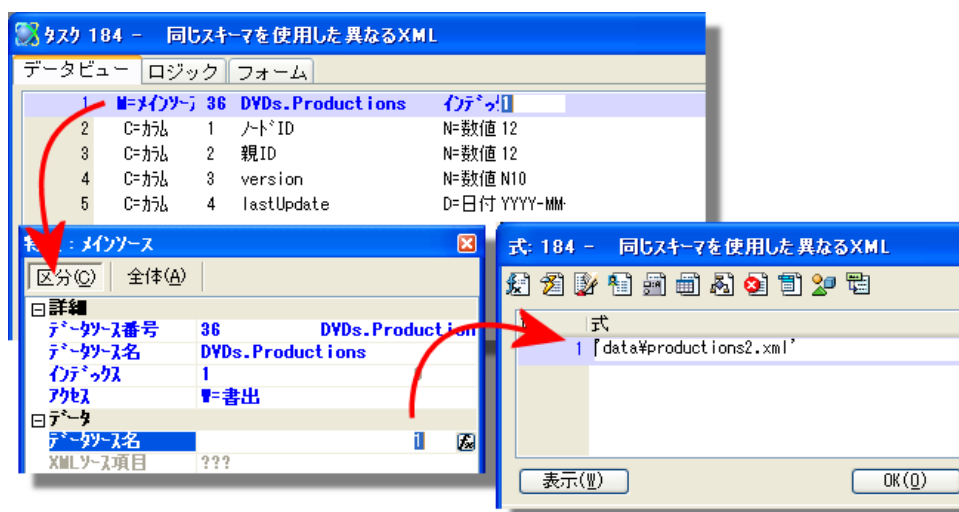 タスク 184 - 同じスキーマを使用した異なるXML
データビュー ロジック フォーム
1 M=メインソース 36 DVDs.Productions インデックス 1
2 C=カラム 1 ノードID N=数値 12
3 C=カラム 2 親ID N=数値 12
4 C=カラム 3 version N=数値 N10
5 C=カラム 4 lastUpdate D=日付 YYYY-MM-
：メインソース
区分(C) 全体(A)
詳細
データソース番号 36 DVDs.Production
データソース名 DVDs.Productions
インデックス 1
アクセス W=書出
データ
データソース名 1
XMLソース項目 ???
式: 184 - 同じスキーマを使用した異なるXML
式
1 'data¥productions2.xml'
表示(W) OK(O)